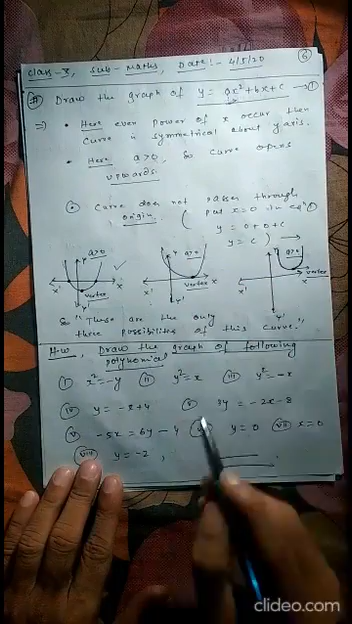 Class-X, Sub-Maths, Date:- 4/5/20 6
# Draw the graph of y = ax²+bx+c → ①
⇒ • Here even power of x occur then
Curve is symmetrical about y axis.
• Here a>0, so curve opens
upwards.
• Curve does not passes through
origin. ( Put x=0 in eqⁿ ①
y = 0+0+c
y = c ) →
a>0 Y a>0 Y a>0
X' vertex X X' vertex X X' vertex X
Y' Y' Y'
So "These are the only
three possibilities of this curve."
H.W, Draw the graph of following
polynomial
(i) x²=-y (ii) y²=x (iii) y²=-x
(iv) y=-x+4 (v) 3y = -2x-8
(v) -5x = 6y-4 y=0 (vii) x=0
(viii) y=-2,
clideo.com